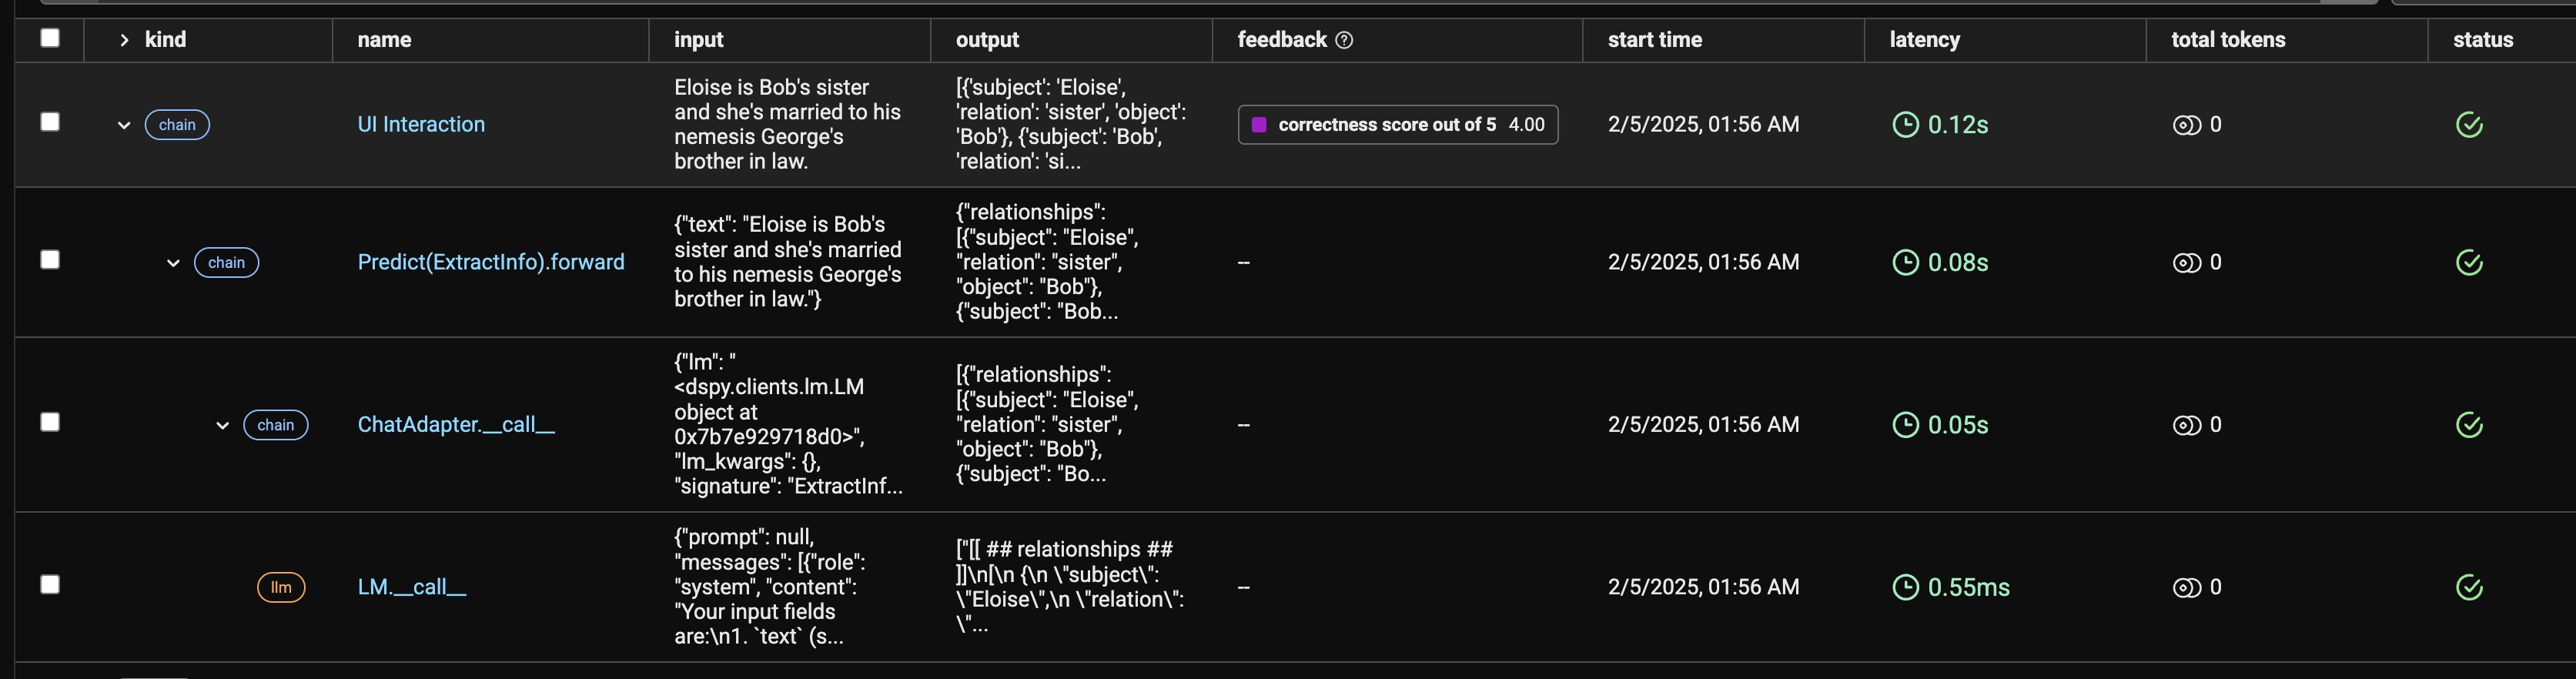 kind name input output feedback start time latency total tokens status
chain UI Interaction
Eloise is Bob's sister
and she's married to his
nemesis George's
brother in law.
[{'subject': 'Eloise',
'relation': 'sister', 'object':
'Bob'}, {'subject': 'Bob',
'relation': 'si...
correctness score out of 5 4.00
2/5/2025, 01:56 AM
0.12s
0
chain Predict(ExtractInfo).forward
{"text": "Eloise is Bob's
sister and she's married
to his nemesis George's
brother in law."}
{"relationships":
[{"subject": "Eloise",
"relation": "sister",
"object": "Bob"},
{"subject": "Bob...
--
2/5/2025, 01:56 AM
0.08s
0
chain ChatAdapter.__call__
{"lm": "
<dspy.clients.lm.LM
object at
0x7b7e929718d0>",
"lm_kwargs": {},
"signature": "ExtractInf...
[{"relationships":
[{"subject": "Eloise",
"relation": "sister",
"object": "Bob"},
{"subject": "Bo...
--
2/5/2025, 01:56 AM
0.05s
0
llm LM.__call__
{"prompt": null,
"messages": [{"role":
"system", "content":
"Your input fields
are:\n1. `text` (s...
["[[ ## relationships ##
]]\n[\n {\n \"subject\":
\"Eloise\",\n \"relation\":
\"...
--
2/5/2025, 01:56 AM
0.55ms
0